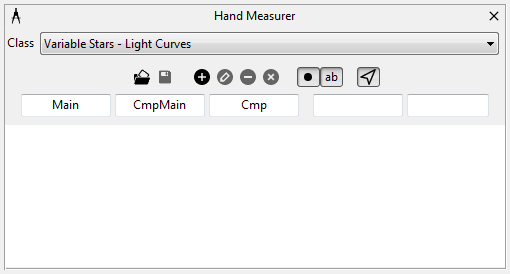 Hand Measurer
Class Variable Stars - Light Curves
ab
Main CmpMain Cmp